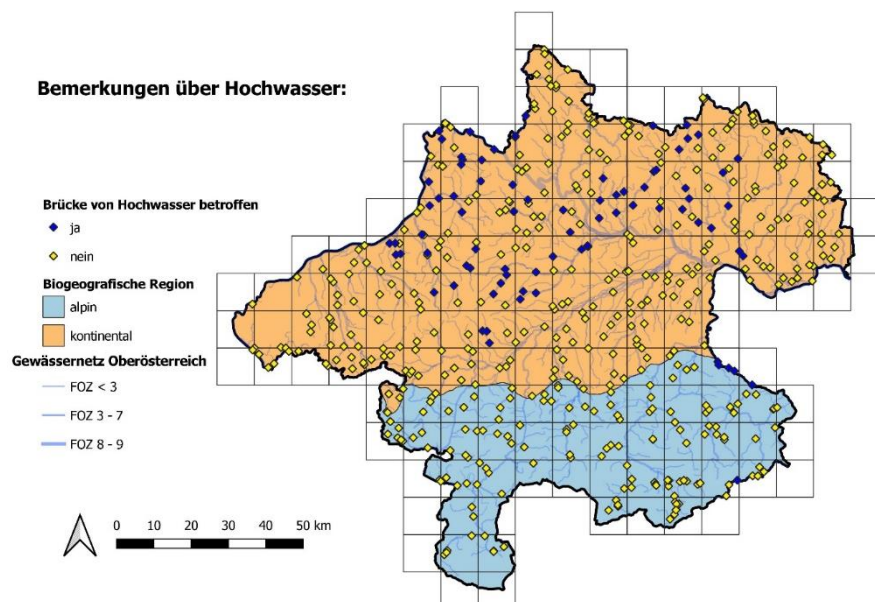 Bemerkungen über Hochwasser:
Brücke von Hochwasser betroffen
ja
nein
Biogeografische Region
alpin
kontinental
Gewässernetz Oberösterreich
FOZ < 3
FOZ 3 - 7
FOZ 8 - 9
0 10 20 30 40 50 km